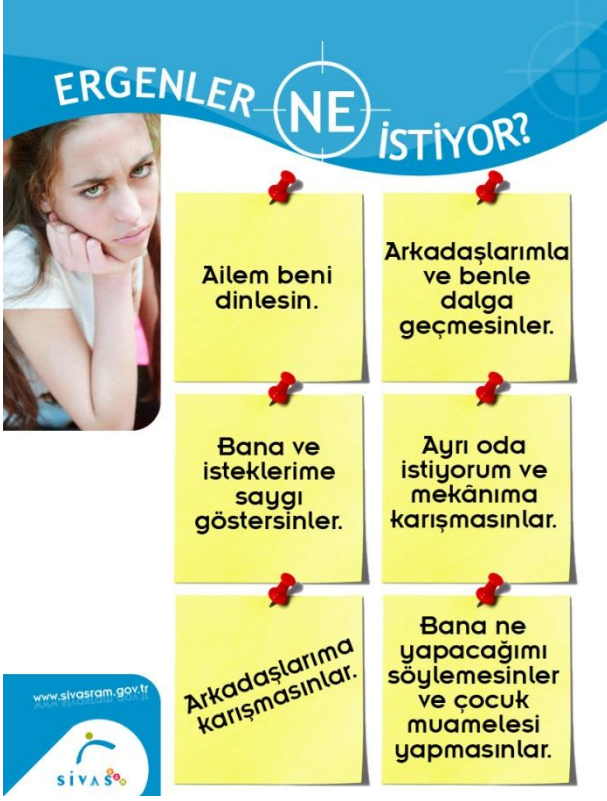 ERGENLER NE İSTİYOR?
Ailem beni
dinlesin.
Arkadaşlarımla
ve benle
dalga
geçmesinler.
Bana ve
isteklerime
saygı
göstersinler.
Ayrı oda
istiyorum ve
mekânıma
karışmasınlar.
Arkadaşlarıma
karışmasınlar.
Bana ne
yapacağımı
söylemesinler
ve çocuk
muamelesi
yapmasınlar.
www.sivasram.gov.tr
SİVAS RAM